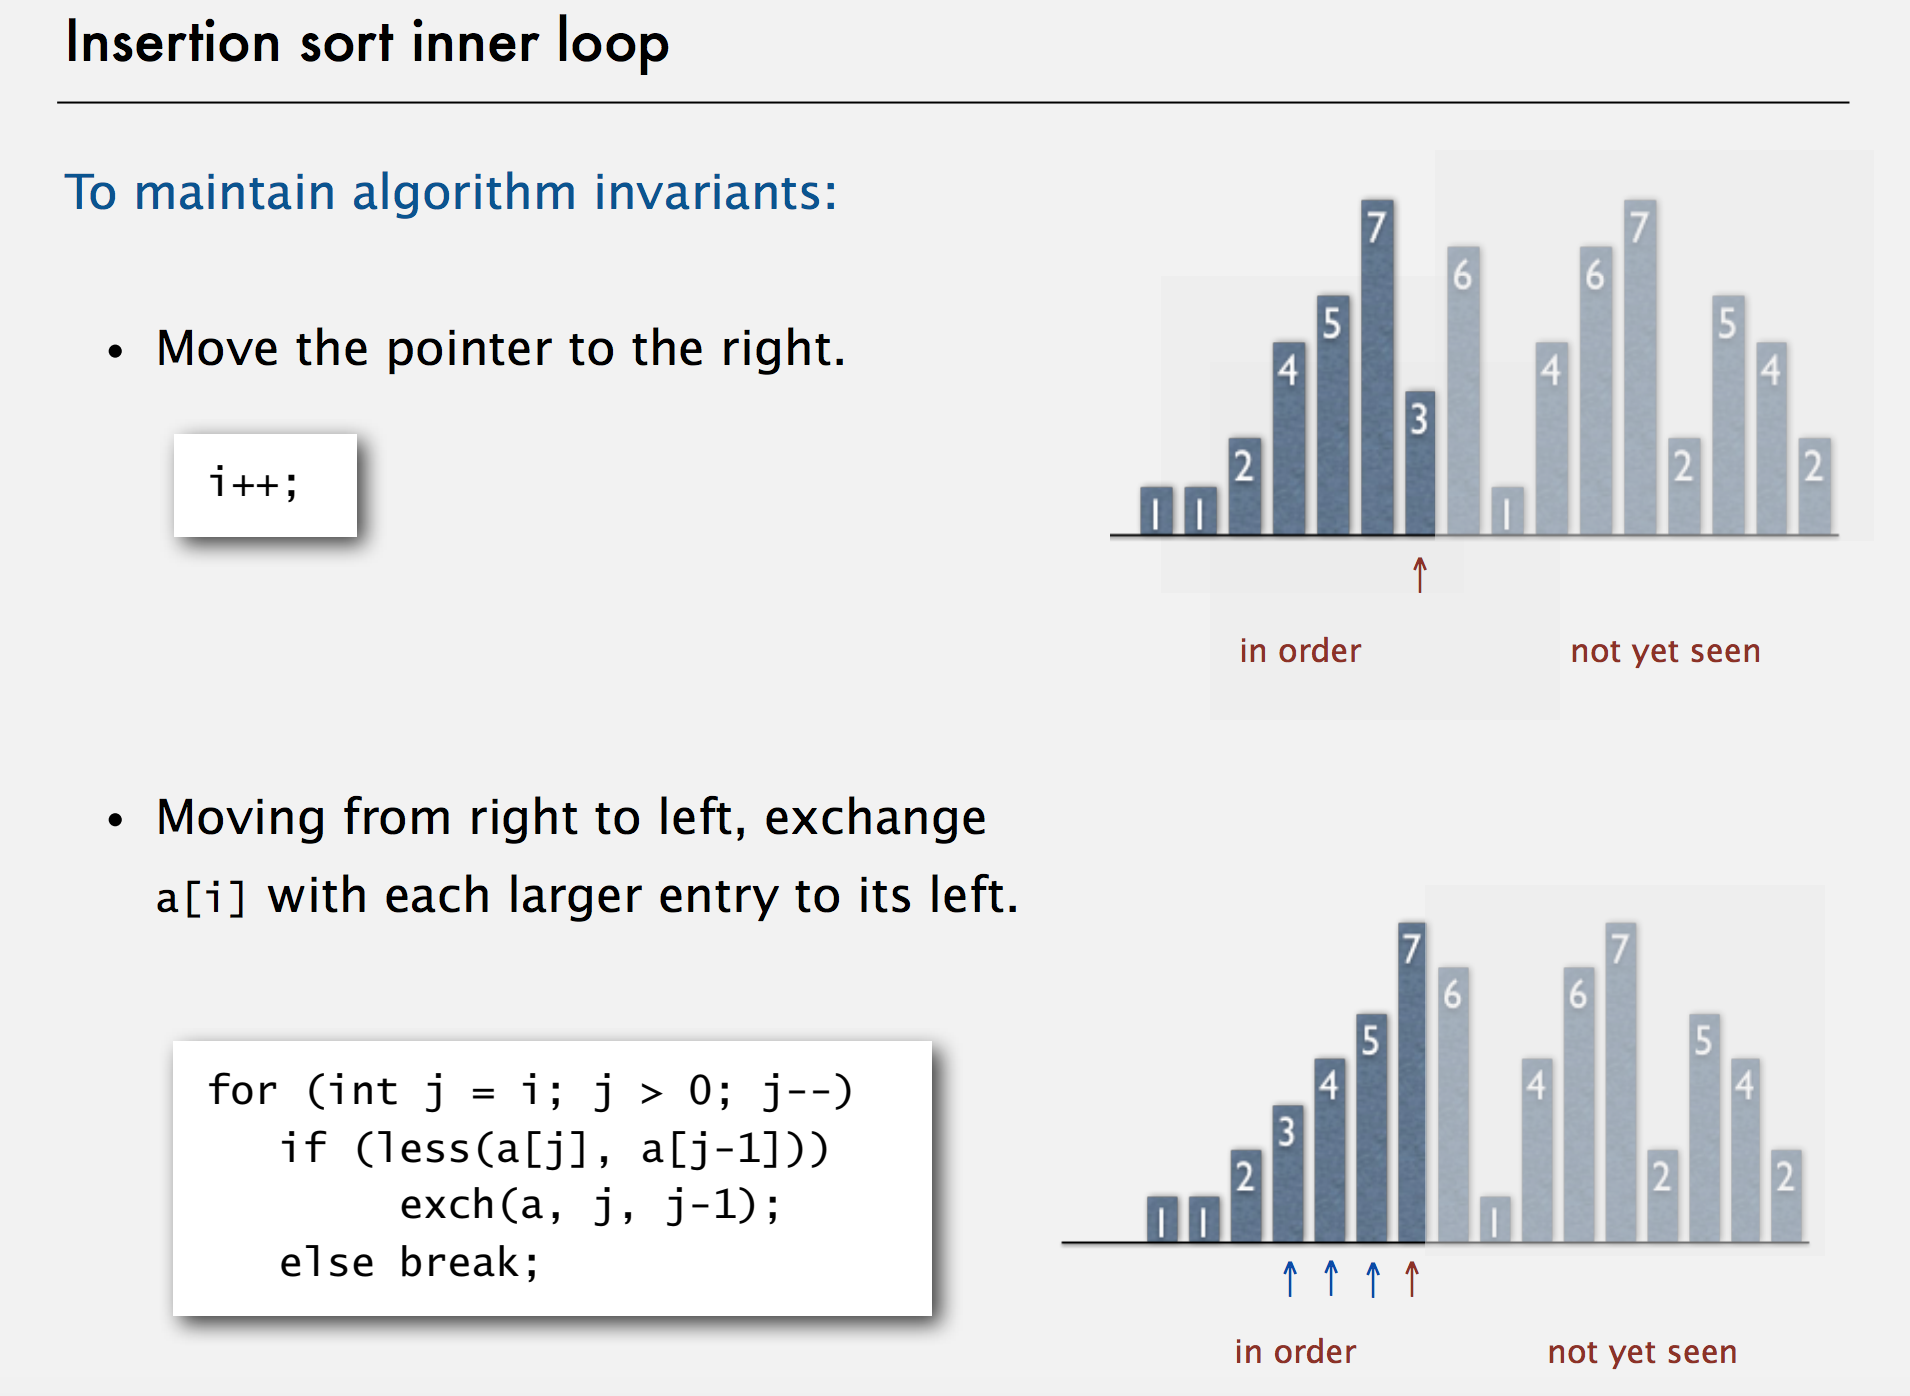 Insertion sort inner loop
To maintain algorithm invariants:
• Move the pointer to the right.
i++;
1 1 2 4 5 7 3 6 1 4 6 7 2 5 4 2
↑
in order not yet seen
• Moving from right to left, exchange
a[i] with each larger entry to its left.
for (int j = i; j > 0; j--)
if (less(a[j], a[j-1]))
exch(a, j, j-1);
else break;
1 1 2 3 4 5 7 6 1 4 6 7 2 5 4 2
↑ ↑ ↑ ↑
in order not yet seen